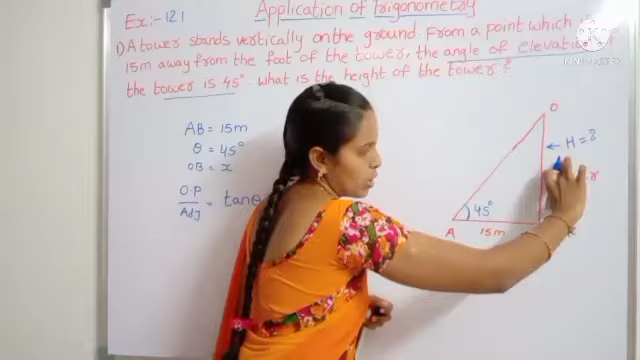 Ex:- 12.1
Application of Trigonometry
1) A tower stands vertically on the ground. From a point which is
15m away from the foot of the tower, the angle of elevation
the tower is 45°. What is the height of the tower?
AB = 15m
θ = 45°
OB = x
O.P/Adj = tanθ
O
← H = ?
45°
A 15m